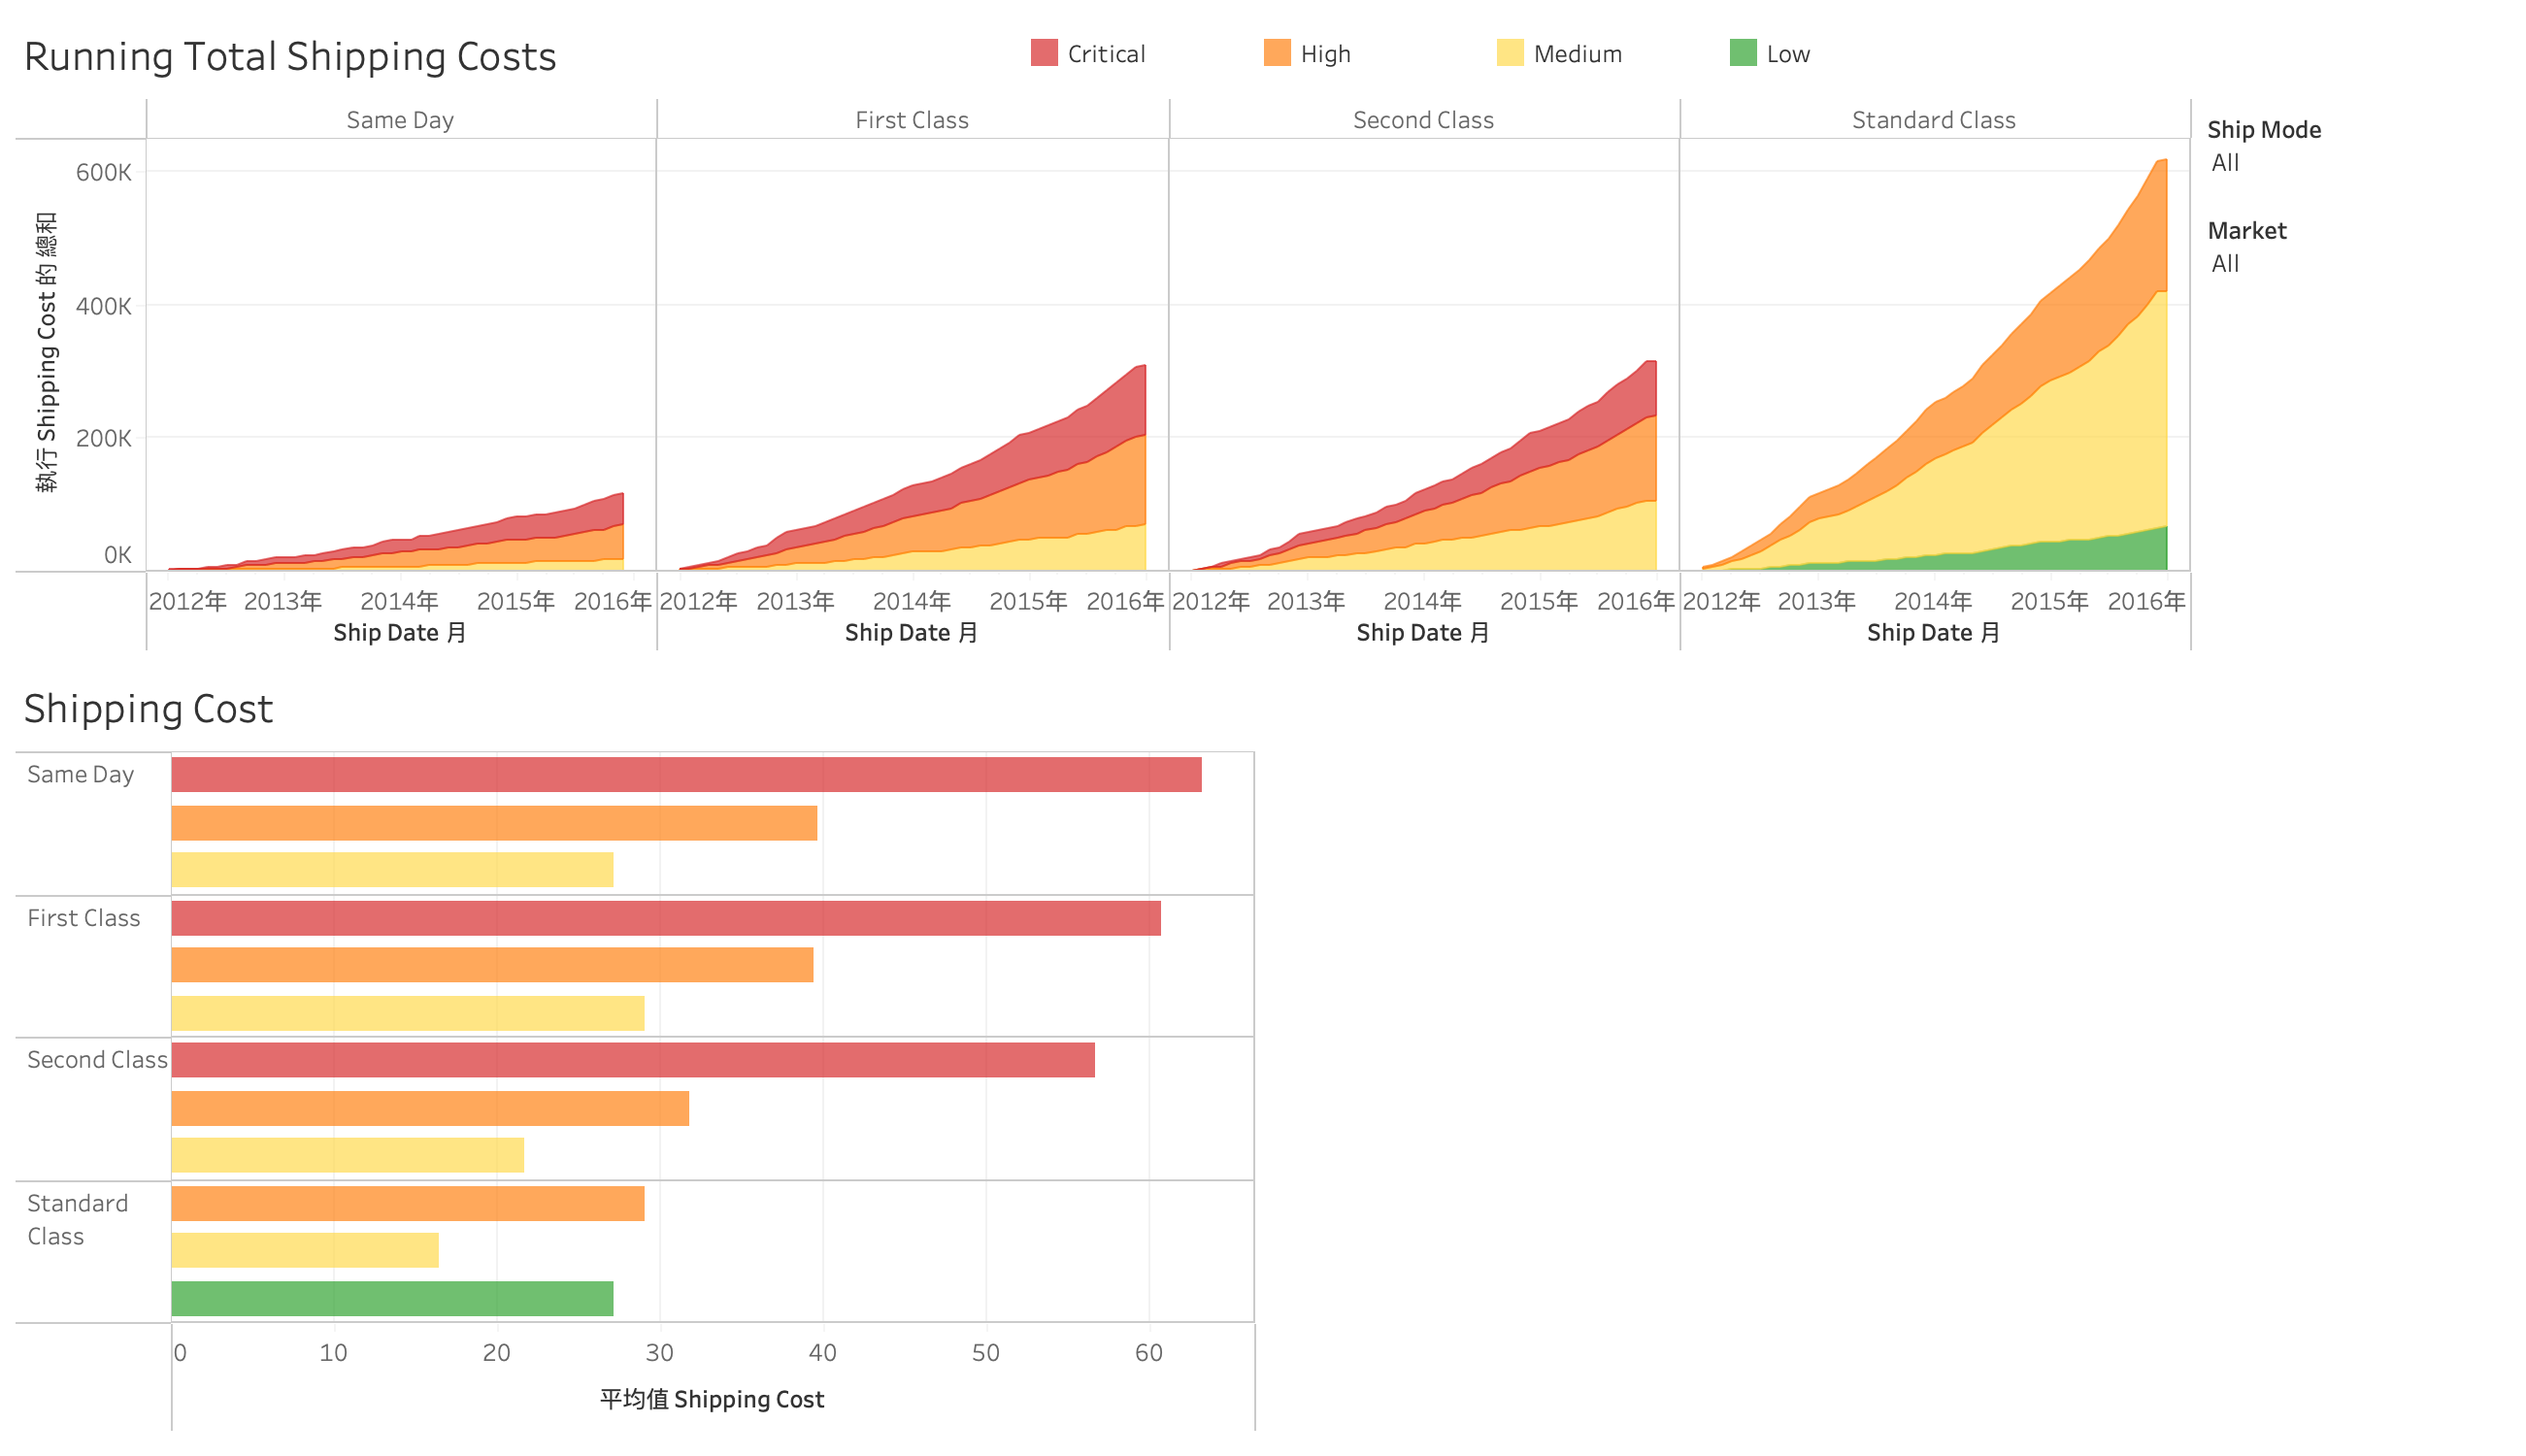 Running Total Shipping Costs
Critical
High
Medium
Low
Same Day
First Class
Second Class
Standard Class
Ship Mode
All
Market
All
執行 Shipping Cost 的 總和
600K
400K
200K
0K
2012年 2013年 2014年 2015年 2016年
2012年 2013年 2014年 2015年 2016年
2012年 2013年 2014年 2015年 2016年
2012年 2013年 2014年 2015年 2016年
Ship Date 月
Ship Date 月
Ship Date 月
Ship Date 月
Shipping Cost
Same Day
First Class
Second Class
Standard
Class
0 10 20 30 40 50 60
平均值 Shipping Cost